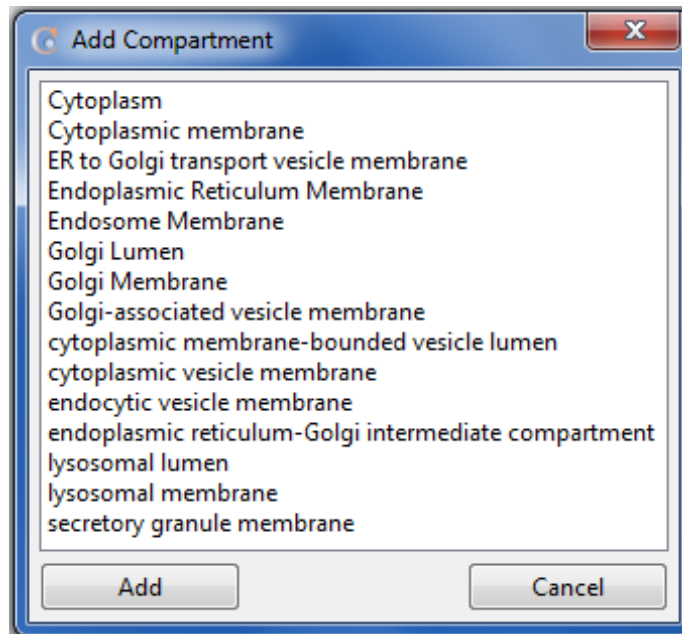 Add Compartment
Cytoplasm
Cytoplasmic membrane
ER to Golgi transport vesicle membrane
Endoplasmic Reticulum Membrane
Endosome Membrane
Golgi Lumen
Golgi Membrane
Golgi-associated vesicle membrane
cytoplasmic membrane-bounded vesicle lumen
cytoplasmic vesicle membrane
endocytic vesicle membrane
endoplasmic reticulum-Golgi intermediate compartment
lysosomal lumen
lysosomal membrane
secretory granule membrane
Add Cancel